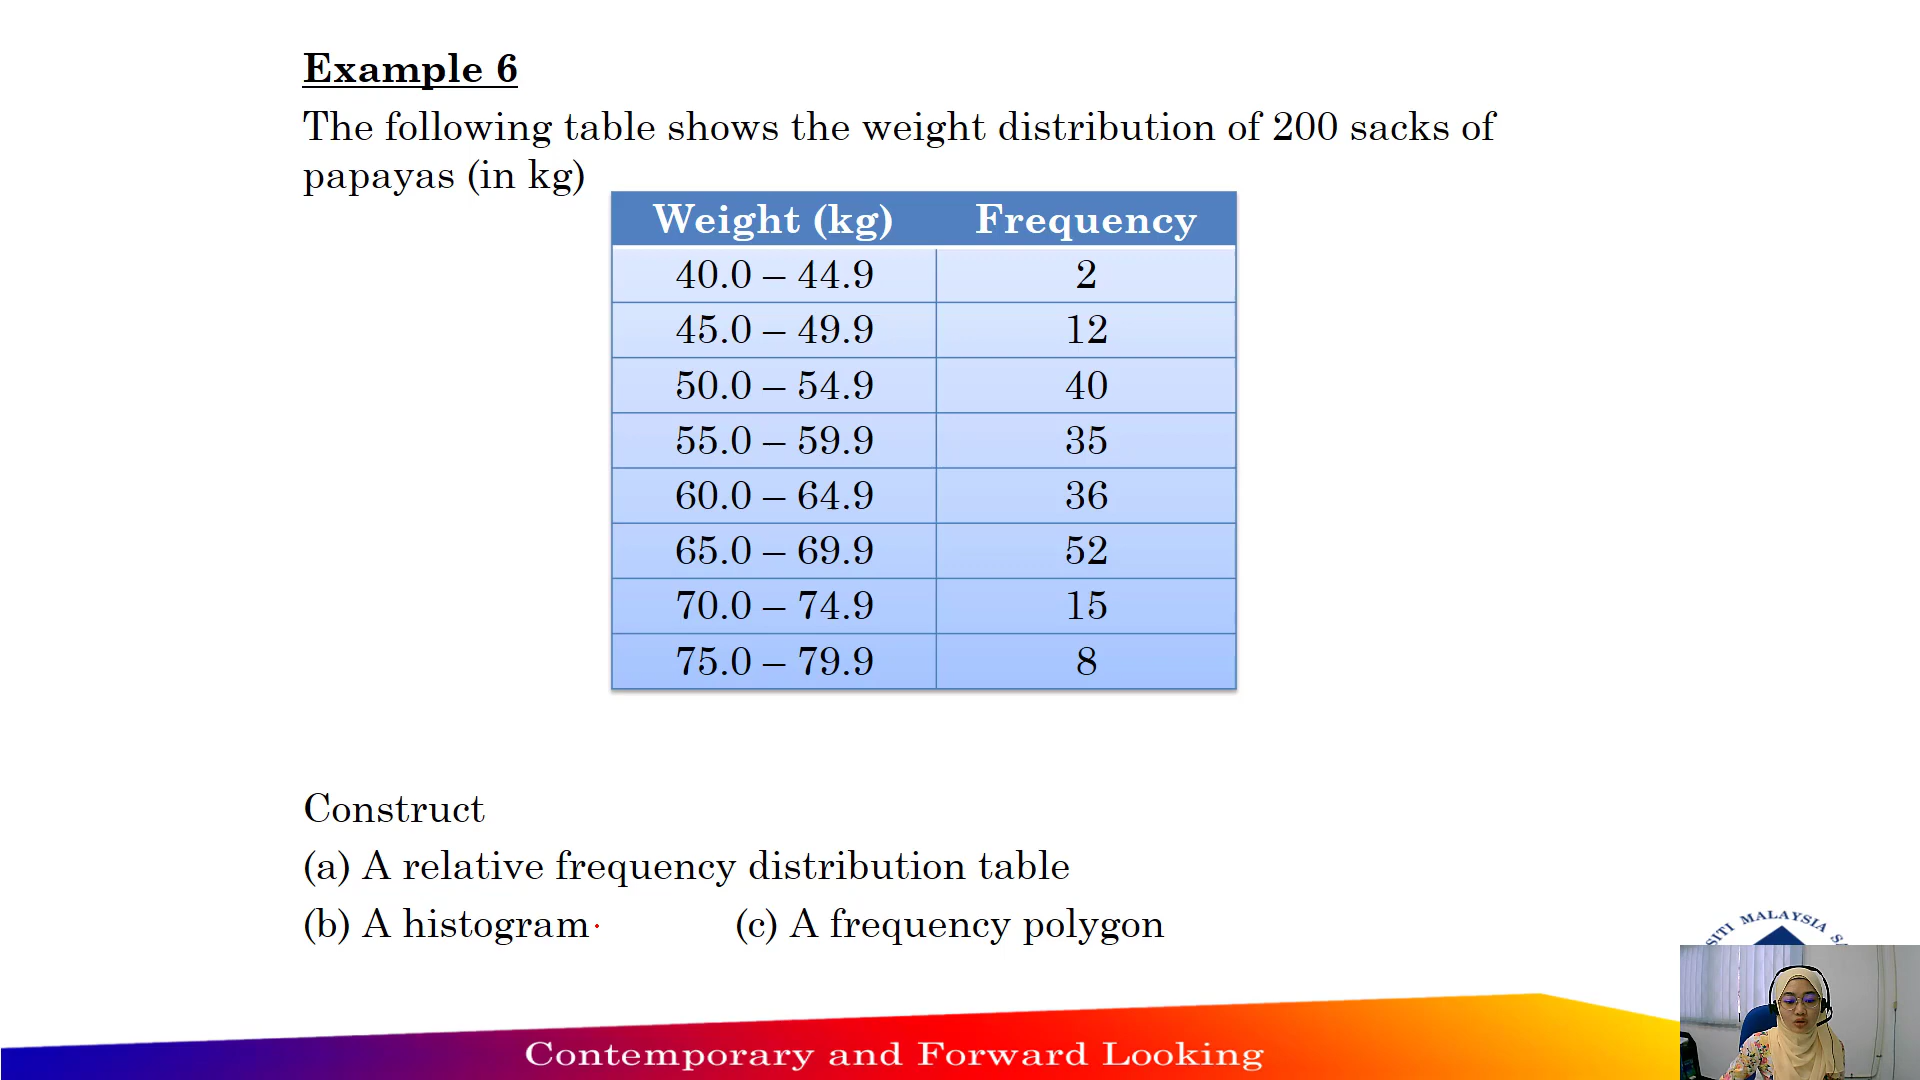 Example 6
The following table shows the weight distribution of 200 sacks of
papayas (in kg)
Weight (kg) Frequency
40.0 – 44.9 2
45.0 – 49.9 12
50.0 – 54.9 40
55.0 – 59.9 35
60.0 – 64.9 36
65.0 – 69.9 52
70.0 – 74.9 15
75.0 – 79.9 8
Construct
(a) A relative frequency distribution table
(b) A histogram (c) A frequency polygon
MALAYSIA
Contemporary and Forward Looking